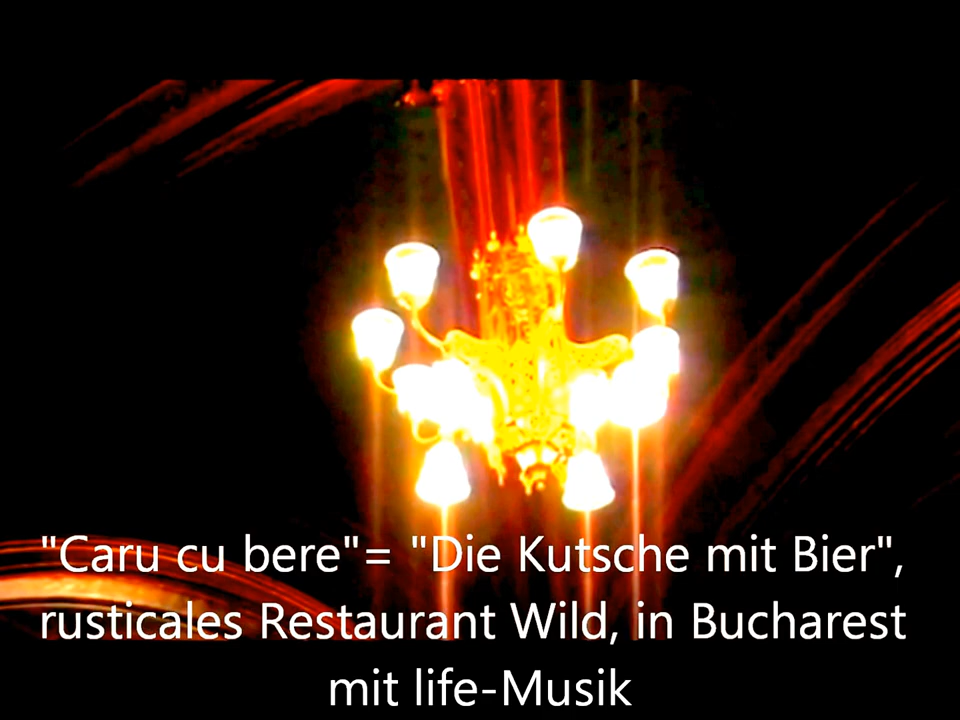 "Caru cu bere"= "Die Kutsche mit Bier",
rusticales Restaurant Wild, in Bucharest
mit life-Musik